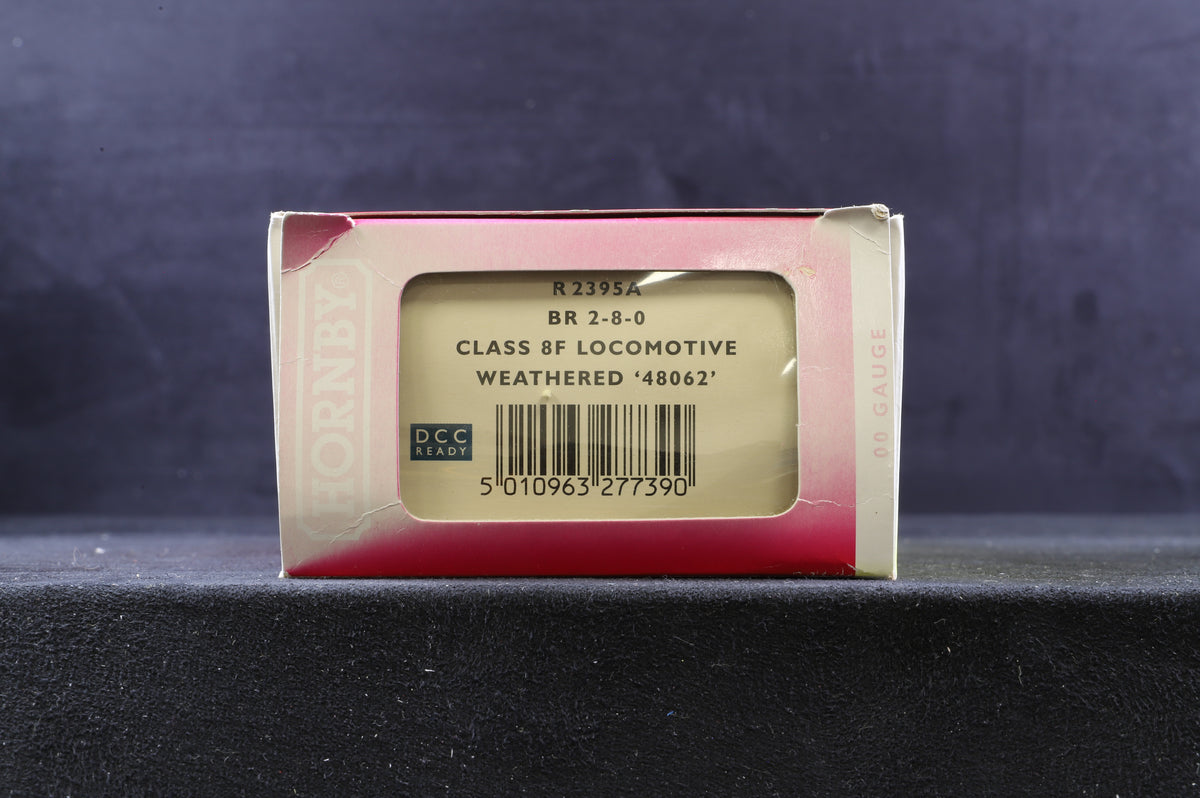 HORNBY®
R2395A
BR 2-8-0
CLASS 8F LOCOMOTIVE
WEATHERED ‘48062’
DCC
READY
5 010963 277390
00 GAUGE